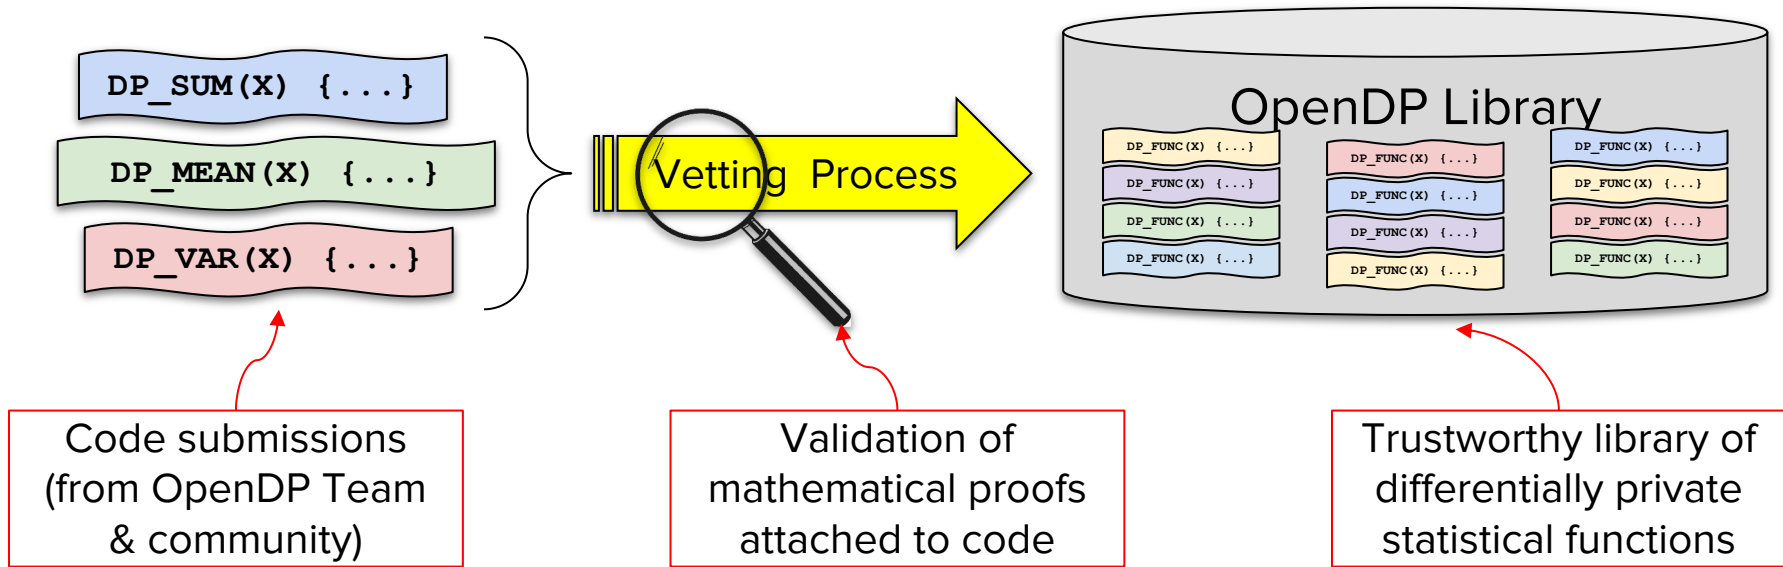 DP_SUM(X) {...}
DP_MEAN(X) {...}
DP_VAR(X) {...}
Vetting Process
OpenDP Library
DP_FUNC(X) {...}
DP_FUNC(X) {...}
DP_FUNC(X) {...}
DP_FUNC(X) {...}
DP_FUNC(X) {...}
DP_FUNC(X) {...}
DP_FUNC(X) {...}
DP_FUNC(X) {...}
DP_FUNC(X) {...}
DP_FUNC(X) {...}
DP_FUNC(X) {...}
DP_FUNC(X) {...}
Code submissions
(from OpenDP Team
& community)
Validation of
mathematical proofs
attached to code
Trustworthy library of
differentially private
statistical functions